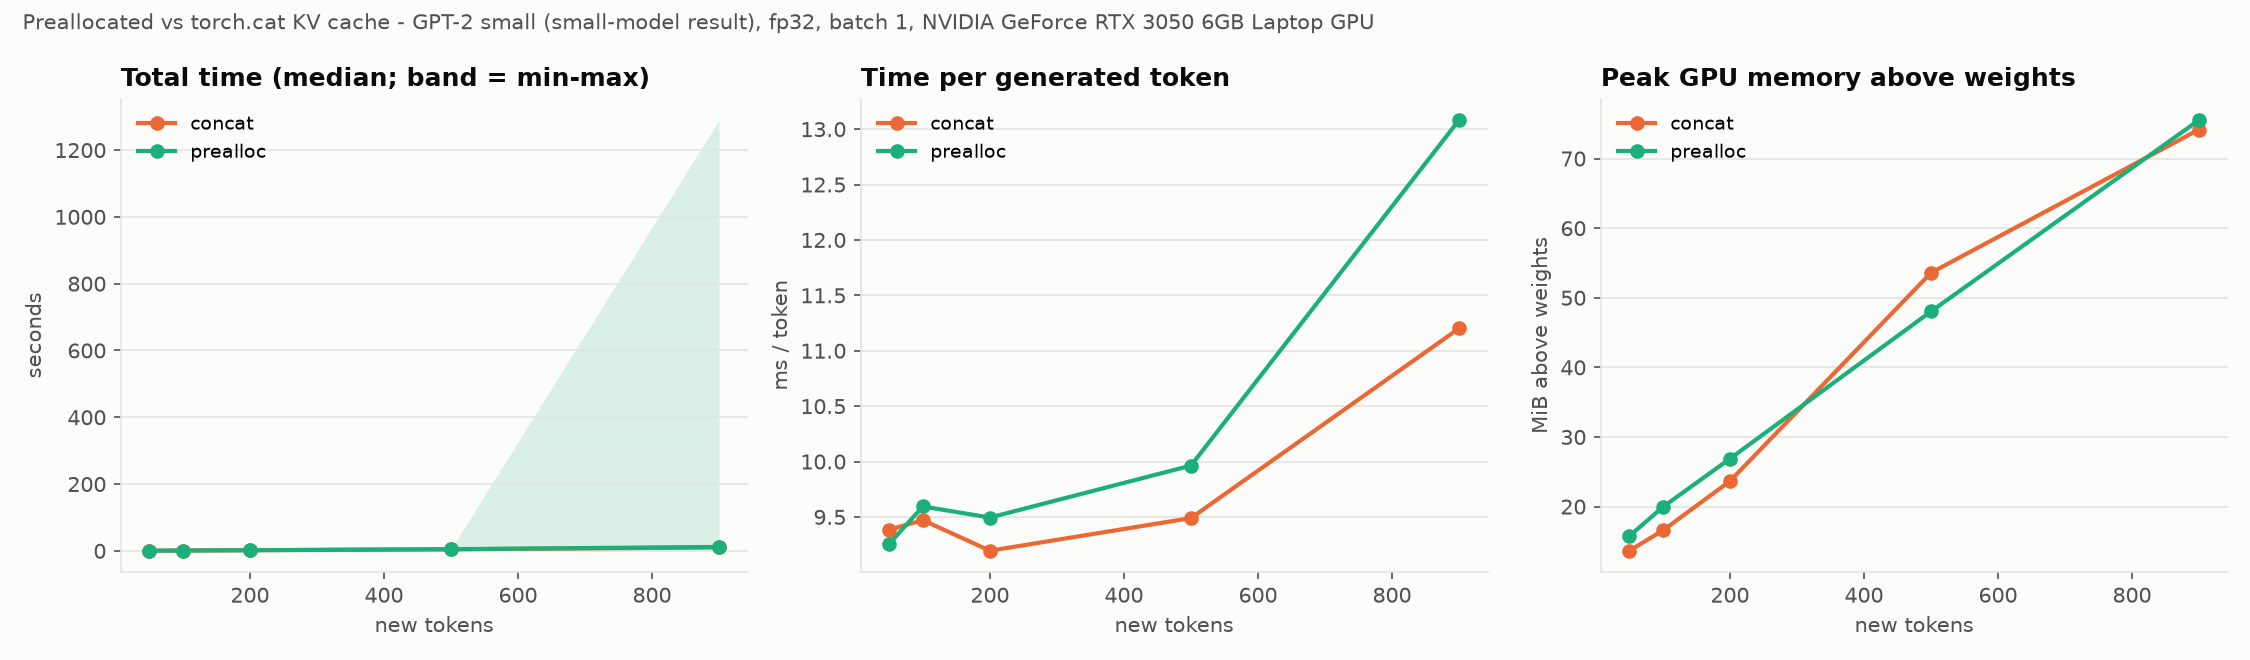 Preallocated vs torch.cat KV cache - GPT-2 small (small-model result), fp32, batch 1, NVIDIA GeForce RTX 3050 6GB Laptop GPU
Total time (median; band = min-max)
concat
prealloc
1200
1000
800
600
400
200
0
seconds
200 400 600 800
new tokens
Time per generated token
concat
prealloc
13.0
12.5
12.0
11.5
11.0
10.5
10.0
9.5
ms / token
200 400 600 800
new tokens
Peak GPU memory above weights
concat
prealloc
70
60
50
40
30
20
MiB above weights
200 400 600 800
new tokens